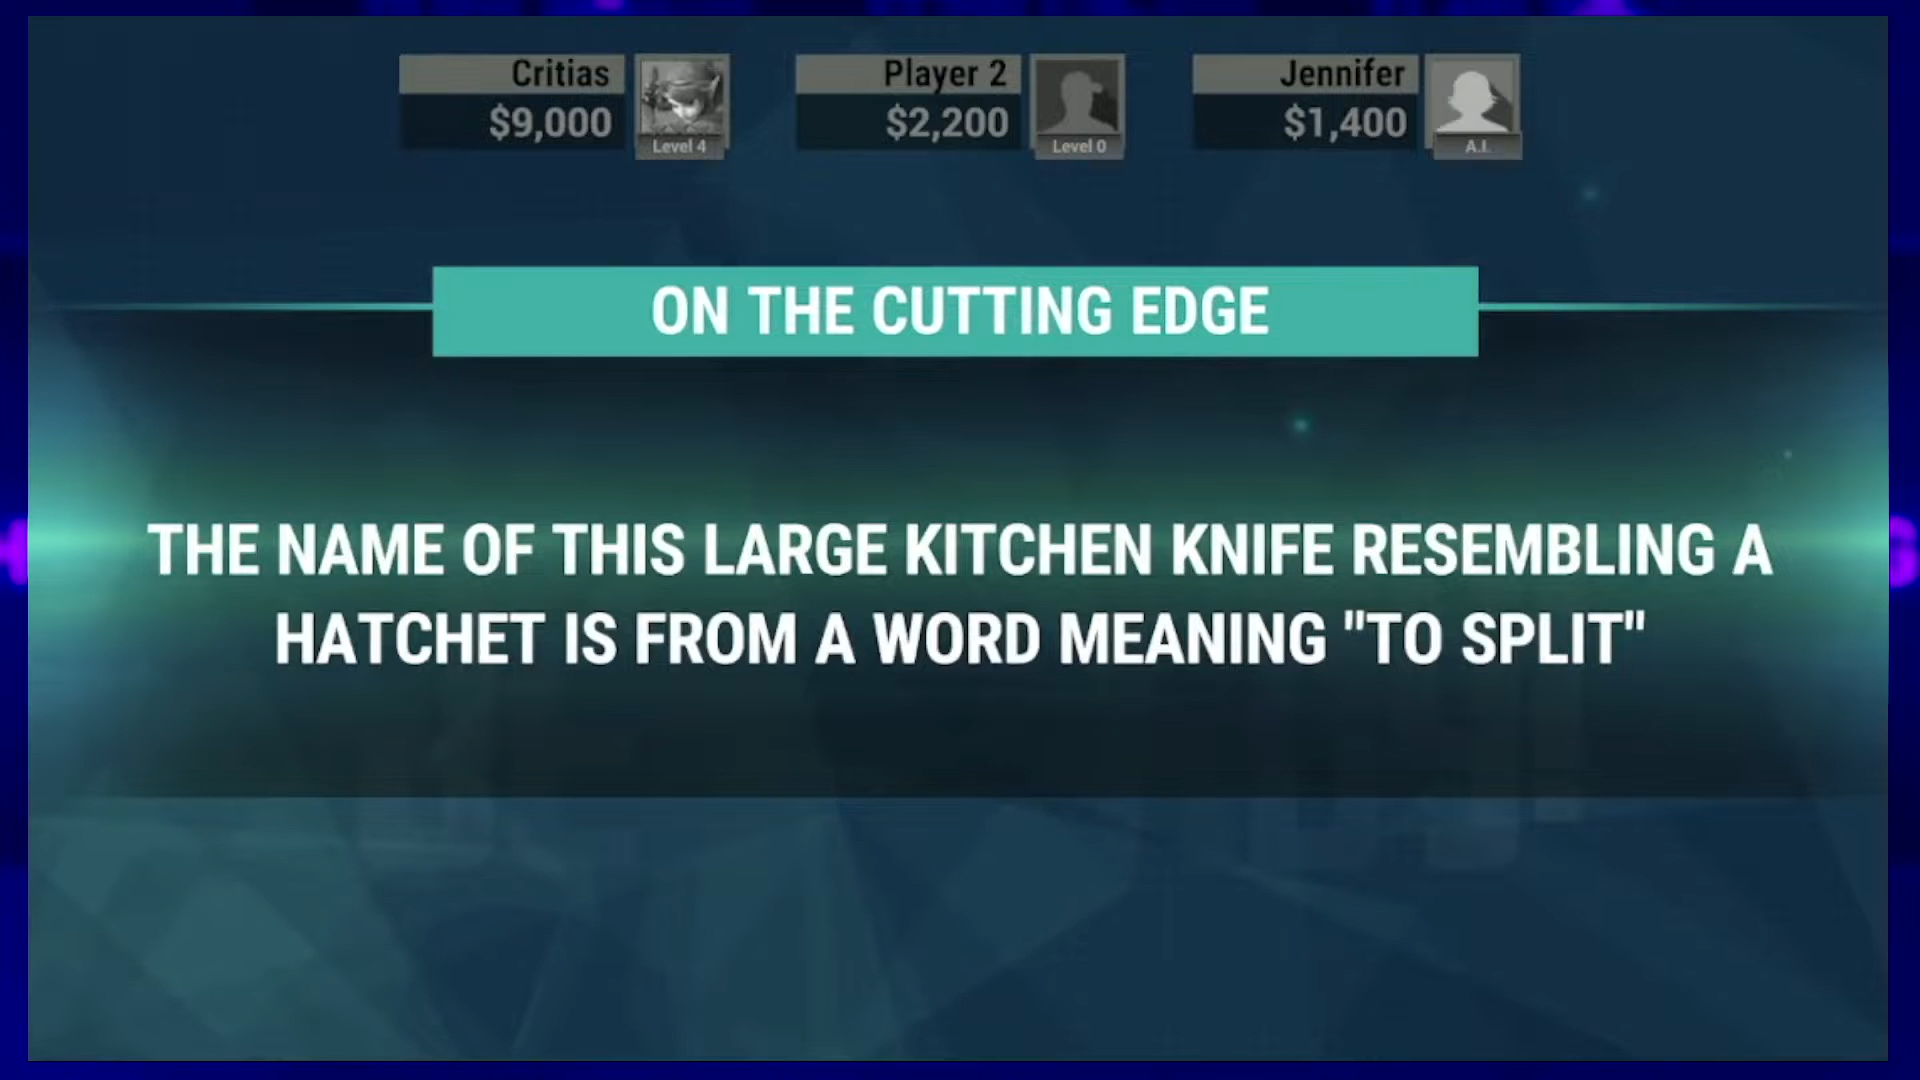 Critias
$9,000
Level 4
Player 2
$2,200
Level 0
Jennifer
$1,400
A.I.
ON THE CUTTING EDGE
THE NAME OF THIS LARGE KITCHEN KNIFE RESEMBLING A
HATCHET IS FROM A WORD MEANING "TO SPLIT"